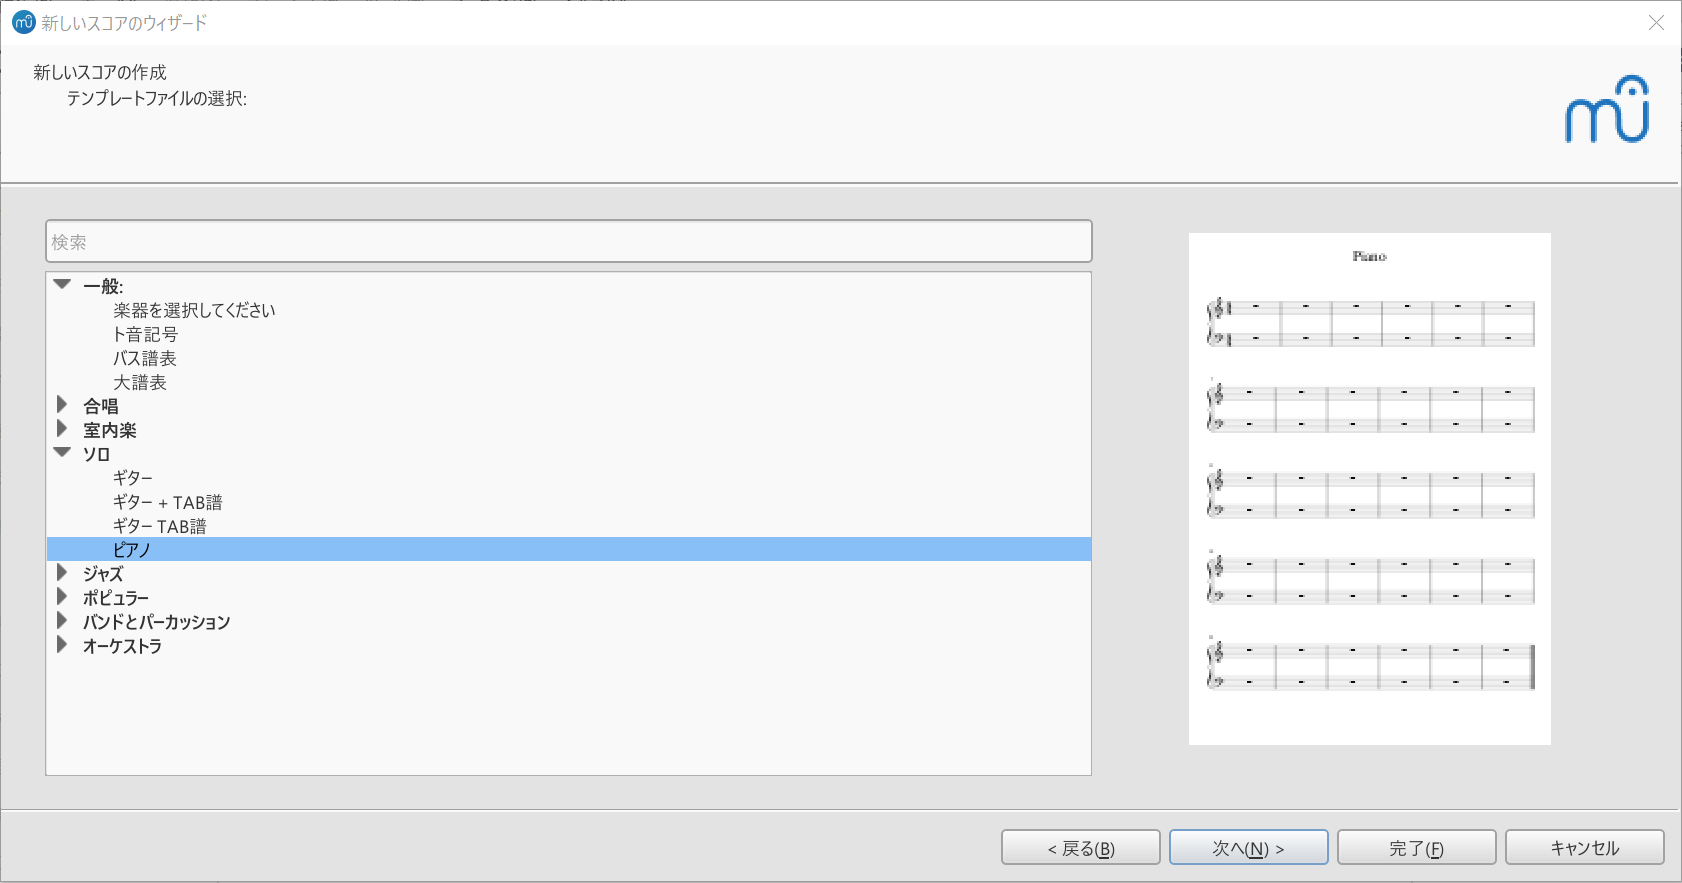 新しいスコアのウィザード
新しいスコアの作成
テンプレートファイルの選択:
検索
一般:
楽器を選択してください
ト音記号
バス譜表
大譜表
合唱
室内楽
ソロ
ギター
ギター + TAB譜
ギター TAB譜
ピアノ
ジャズ
ポピュラー
バンドとパーカッション
オーケストラ
Piano
< 戻る(B)
次へ(N) >
完了(F)
キャンセル